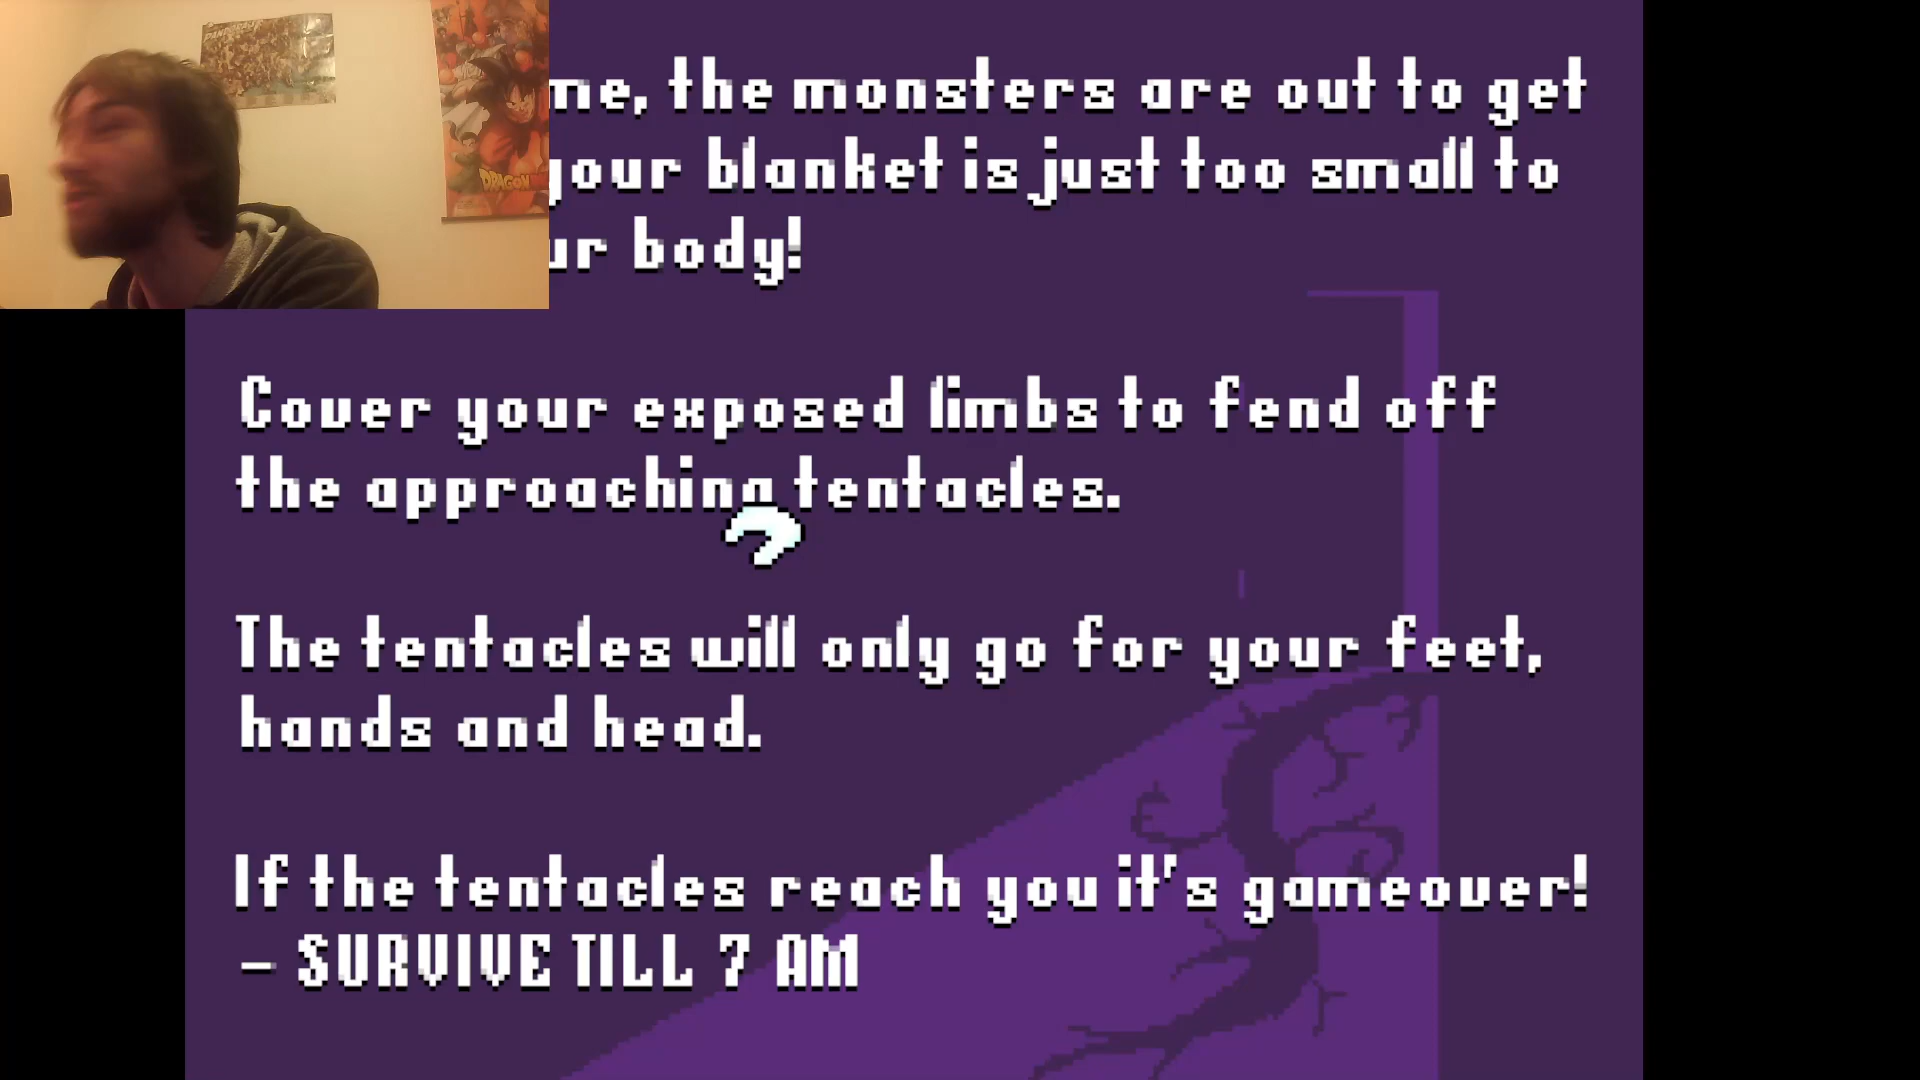 me, the monsters are out to get
your blanket is just too small to
ur body!
Cover your exposed limbs to fend off
the approaching tentacles.
The tentacles will only go for your feet,
hands and head.
If the tentacles reach you it's gameover!
- SURVIVE TILL 7 AM